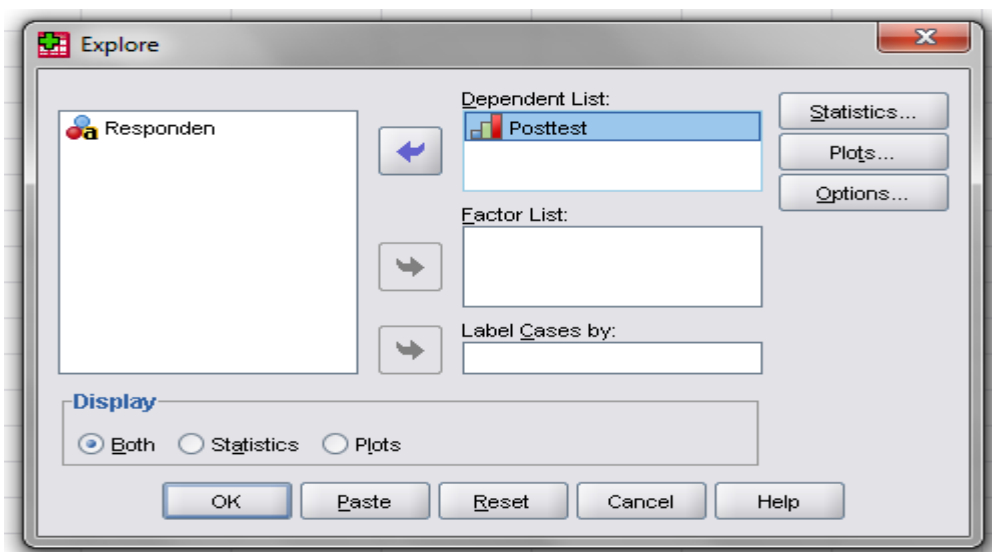 Explore
Responden
Dependent List:
Posttest
Factor List:
Label Cases by:
Statistics...
Plots...
Options...
Display
Both Statistics Plots
OK Paste Reset Cancel Help